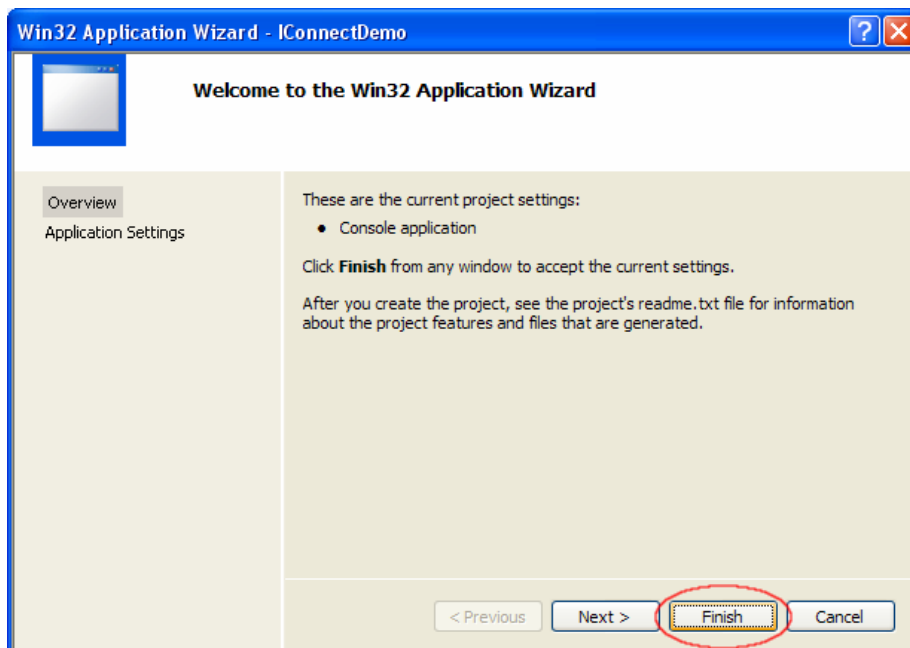 Win32 Application Wizard - IConnectDemo
?
Welcome to the Win32 Application Wizard
Overview
Application Settings
These are the current project settings:
• Console application
Click Finish from any window to accept the current settings.
After you create the project, see the project's readme.txt file for information
about the project features and files that are generated.
< Previous
Next >
Finish
Cancel